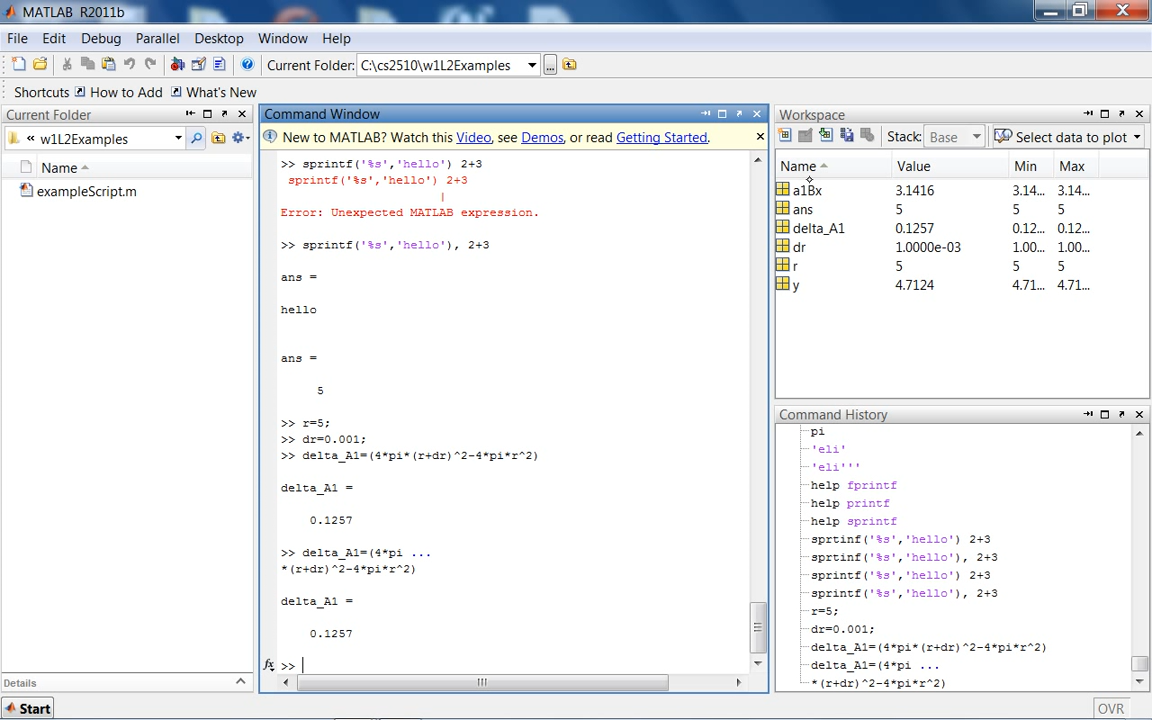 MATLAB R2011b
File Edit Debug Parallel Desktop Window Help
Current Folder: C:\cs2510\w1L2Examples ...
Shortcuts How to Add What's New
Current Folder
« w1L2Examples
Name
exampleScript.m
Details
Start
Command Window
New to MATLAB? Watch this Video, see Demos, or read Getting Started.
>> sprintf('%s','hello') 2+3
sprintf('%s','hello') 2+3
|
Error: Unexpected MATLAB expression.
>> sprintf('%s','hello'), 2+3
ans =
hello
ans =
5
>> r=5;
>> dr=0.001;
>> delta_A1=(4*pi*(r+dr)^2-4*pi*r^2)
delta_A1 =
0.1257
>> delta_A1=(4*pi ...
*(r+dr)^2-4*pi*r^2)
delta_A1 =
0.1257
fx >>
Workspace
Stack: Base Select data to plot
Name Value Min Max
a1Bx 3.1416 3.14... 3.14...
ans 5 5 5
delta_A1 0.1257 0.12... 0.12...
dr 1.0000e-03 1.00... 1.00...
r 5 5 5
y 4.7124 4.71... 4.71...
Command History
pi
'eli'
'eli'''
help fprintf
help printf
help sprintf
sprtinf('%s','hello') 2+3
sprtinf('%s','hello'), 2+3
sprintf('%s','hello') 2+3
sprintf('%s','hello'), 2+3
r=5;
dr=0.001;
delta_A1=(4*pi*(r+dr)^2-4*pi*r^2)
delta_A1=(4*pi ...
*(r+dr)^2-4*pi*r^2)
OVR